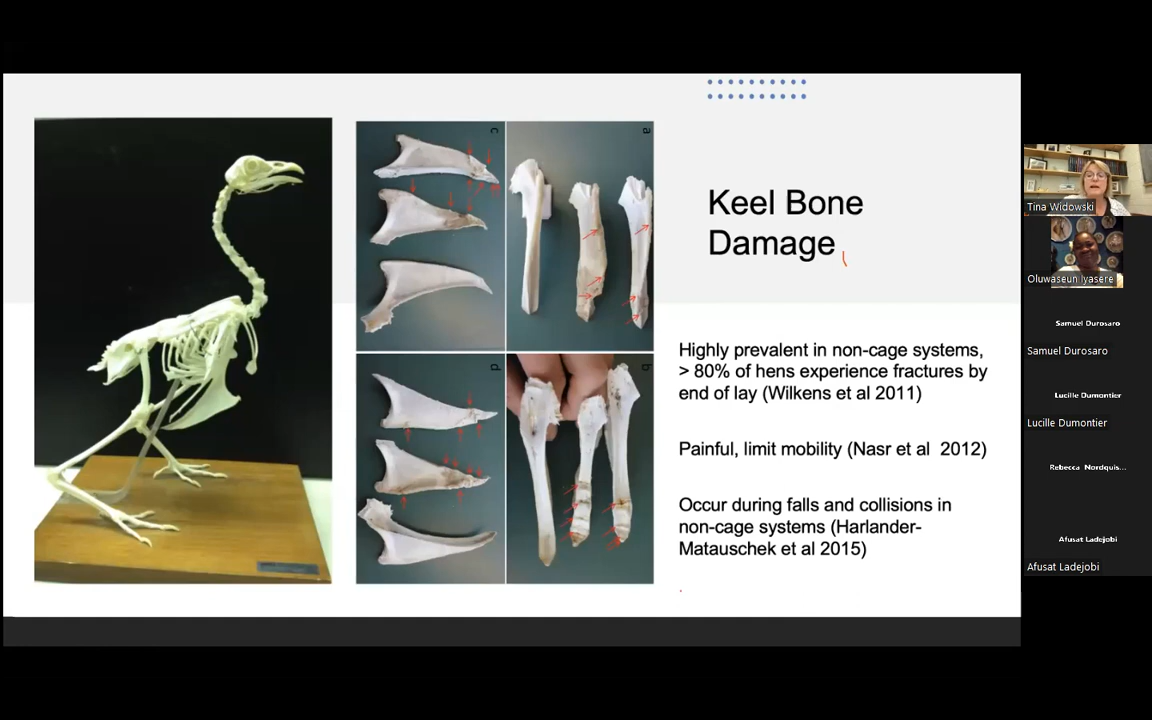 Keel Bone
Damage
Highly prevalent in non-cage systems,
> 80% of hens experience fractures by
end of lay (Wilkens et al 2011)
Painful, limit mobility (Nasr et al  2012)
Occur during falls and collisions in
non-cage systems (Harlander-
Matauschek et al 2015)
c
a
d
b
Tina Widowski
Oluwaseun Iyasere
Samuel Durosaro
Samuel Durosaro
Lucille Dumontier
Lucille Dumontier
Rebecca Nordquis...
Afusat Ladejobi
Afusat Ladejobi